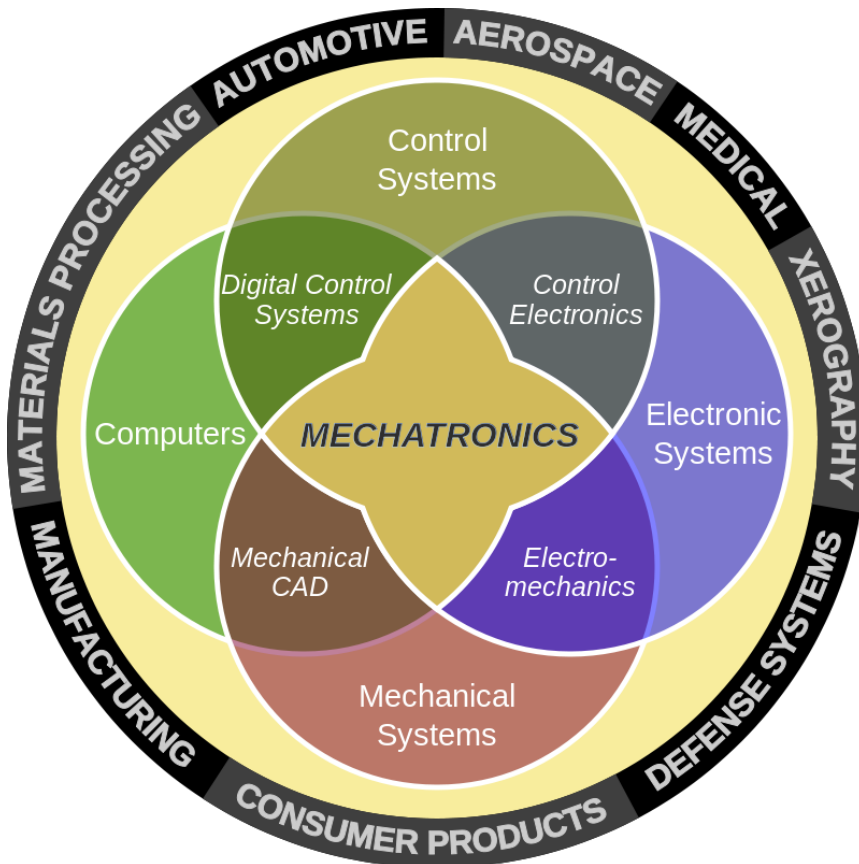 AUTOMOTIVE
AEROSPACE
MEDICAL
XEROGRAPHY
DEFENSE SYSTEMS
CONSUMER PRODUCTS
MANUFACTURING
MATERIALS PROCESSING
Control
Systems
Digital Control
Systems
Control
Electronics
Computers
MECHATRONICS
Electronic
Systems
Mechanical
CAD
Electro-
mechanics
Mechanical
Systems